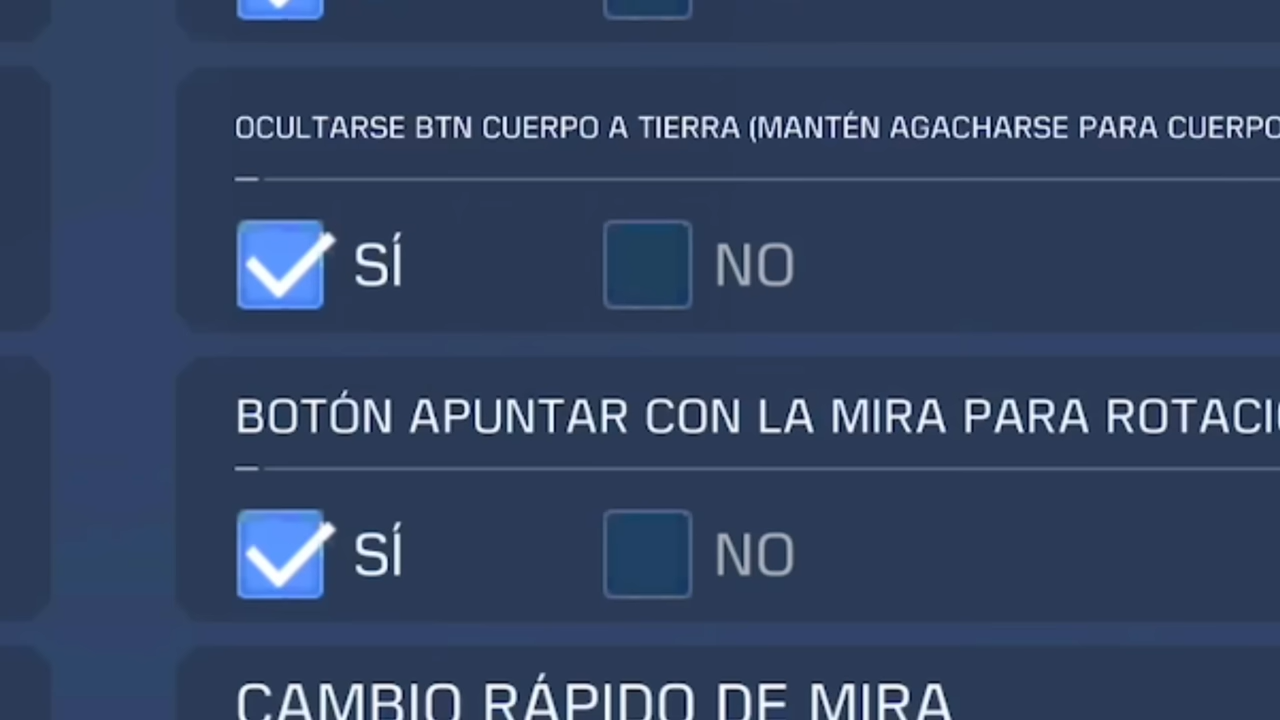 OCULTARSE BTN CUERPO A TIERRA (MANTÉN AGACHARSE PARA CUERPO
SÍ NO
BOTÓN APUNTAR CON LA MIRA PARA ROTACIÓ
SÍ NO
CAMBIO RÁPIDO DE MIRA